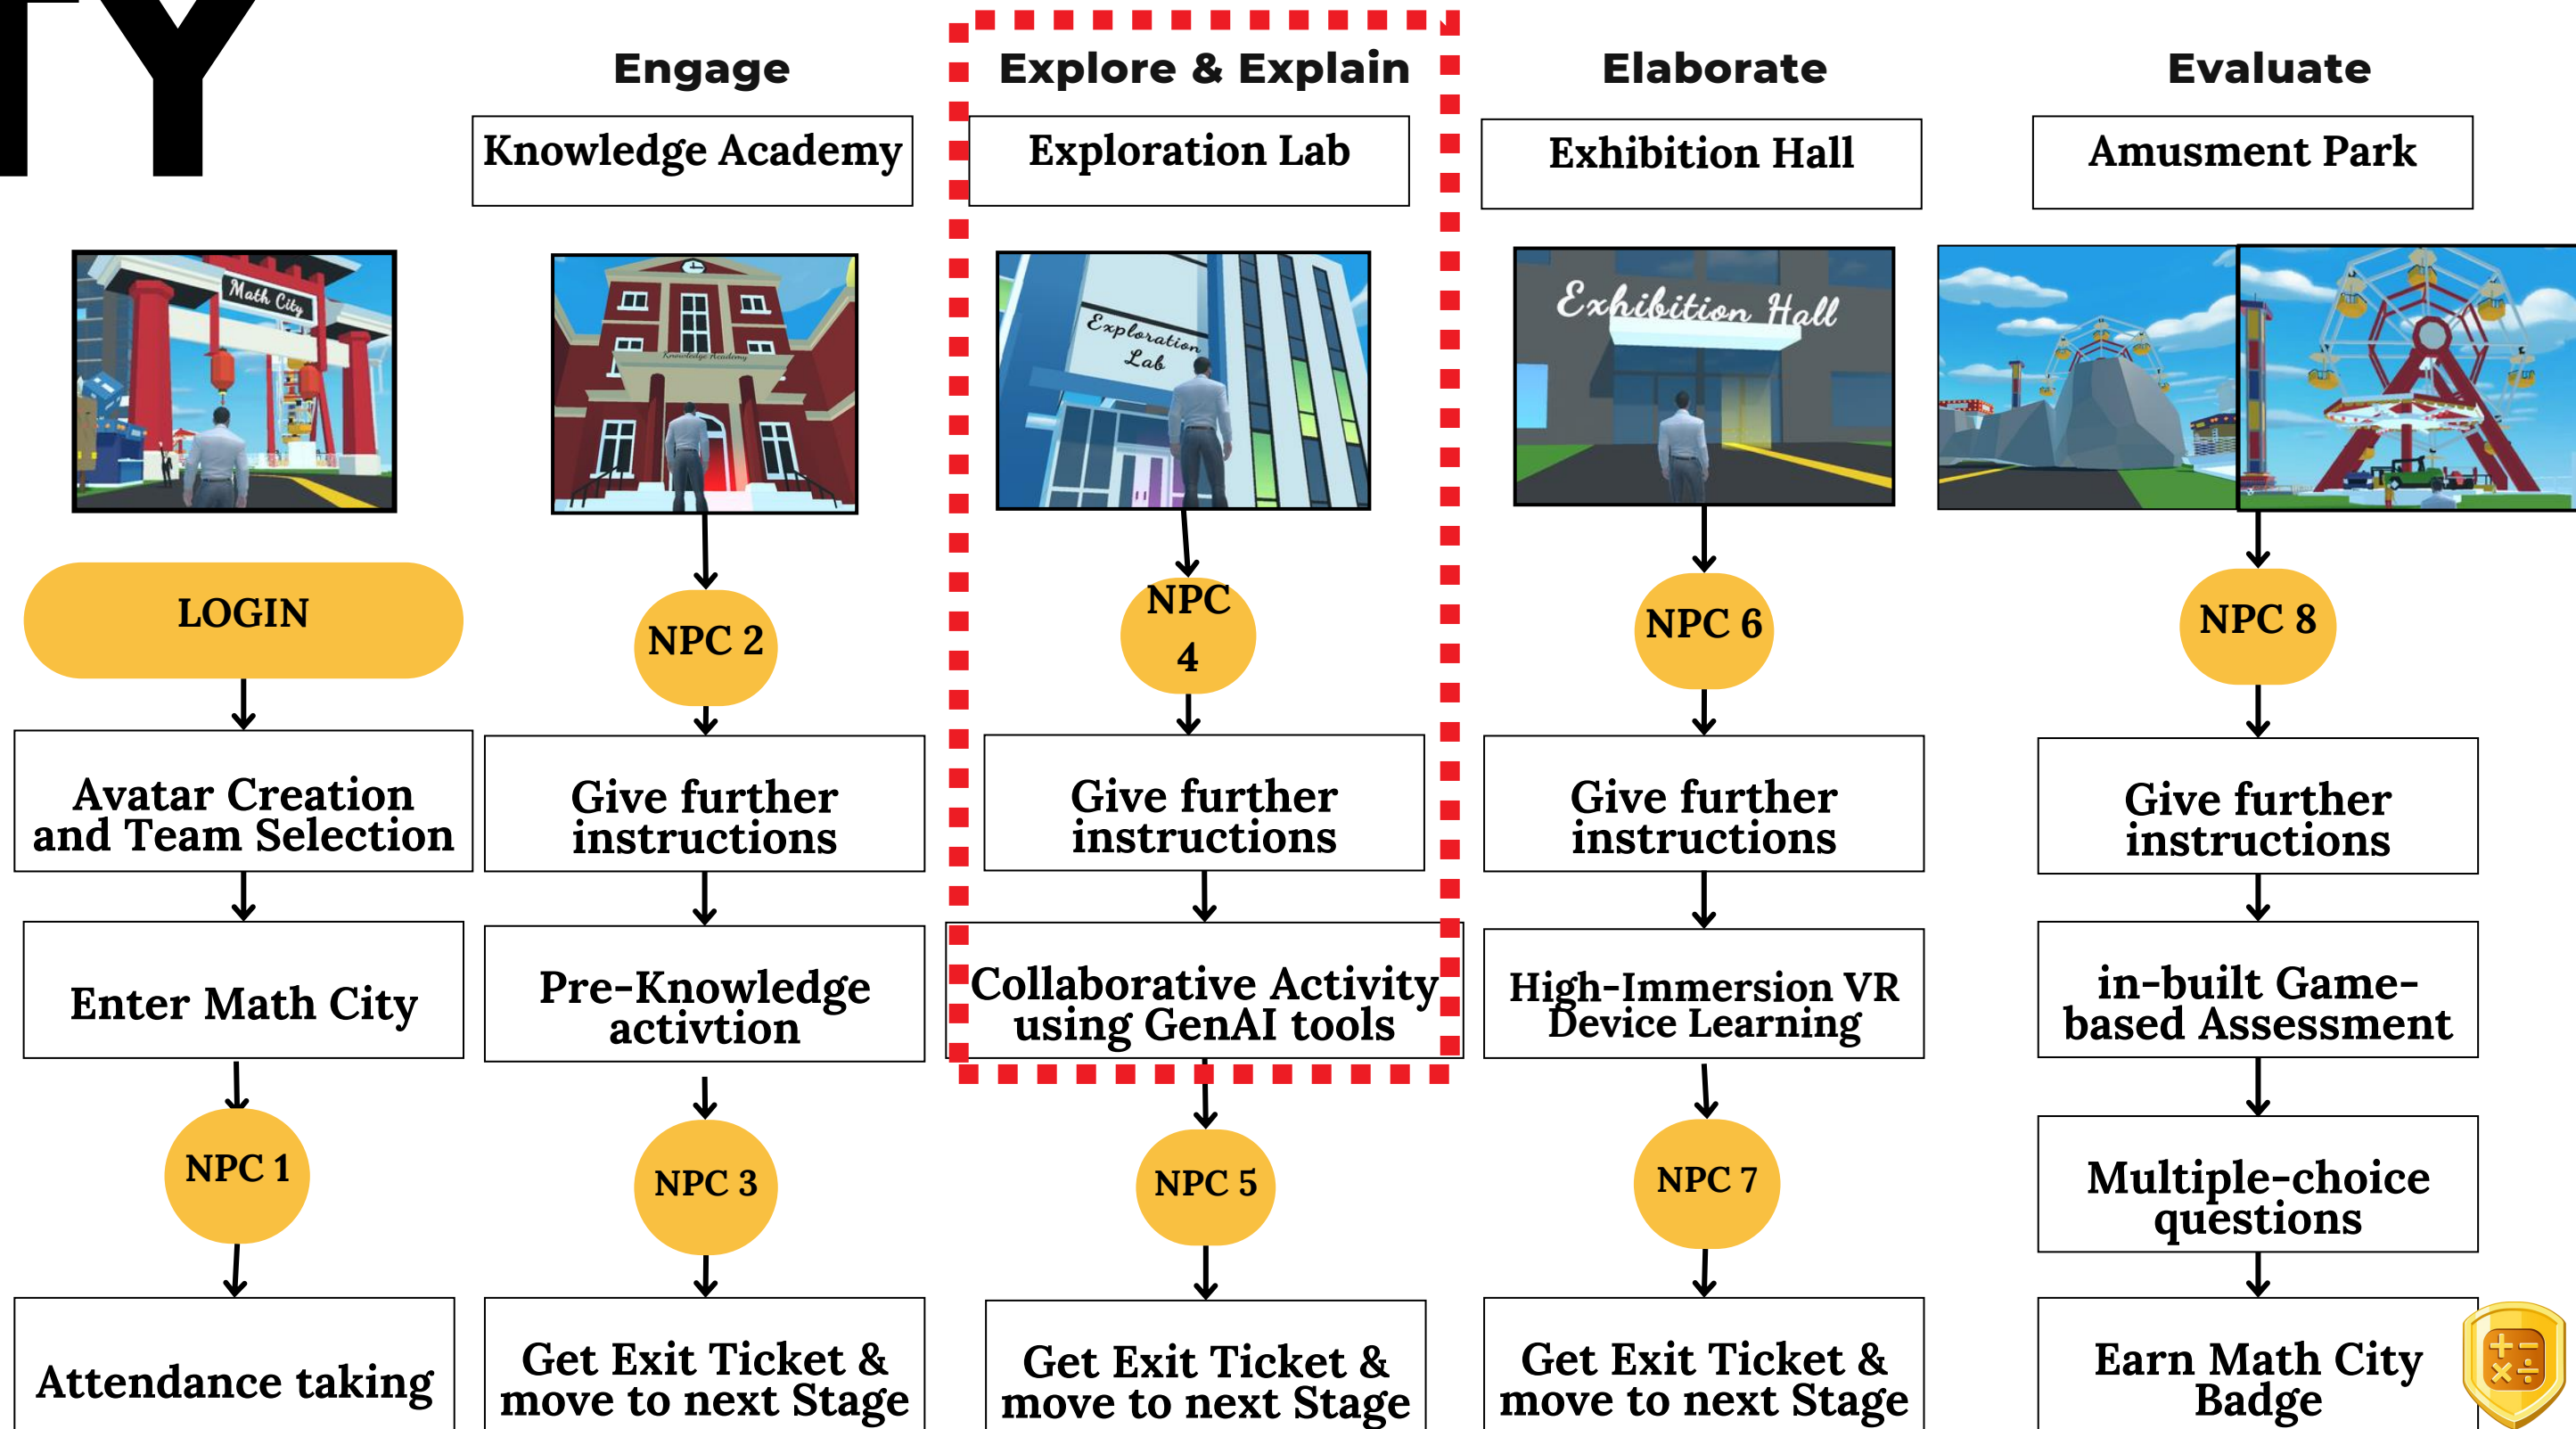 TY
Engage
Explore & Explain
Elaborate
Evaluate
Knowledge Academy
Exploration Lab
Exhibition Hall
Amusment Park
Math City
Knowledge Academy
Exploration
Lab
Exhibition Hall
LOGIN
Avatar Creation
and Team Selection
Enter Math City
NPC 1
Attendance taking
NPC 2
Give further
instructions
Pre-Knowledge
activtion
NPC 3
Get Exit Ticket &
move to next Stage
NPC
4
Give further
instructions
Collaborative Activity
using GenAI tools
NPC 5
Get Exit Ticket &
move to next Stage
NPC 6
Give further
instructions
High-Immersion VR
Device Learning
NPC 7
Get Exit Ticket &
move to next Stage
NPC 8
Give further
instructions
in-built Game-
based Assessment
Multiple-choice
questions
Earn Math City
Badge